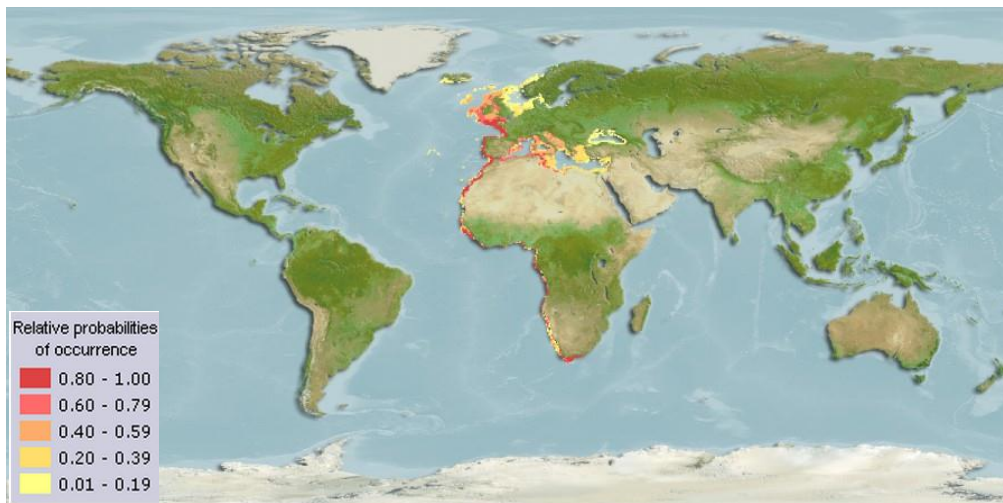 Relative probabilities
of occurrence
0.80 - 1.00
0.60 - 0.79
0.40 - 0.59
0.20 - 0.39
0.01 - 0.19